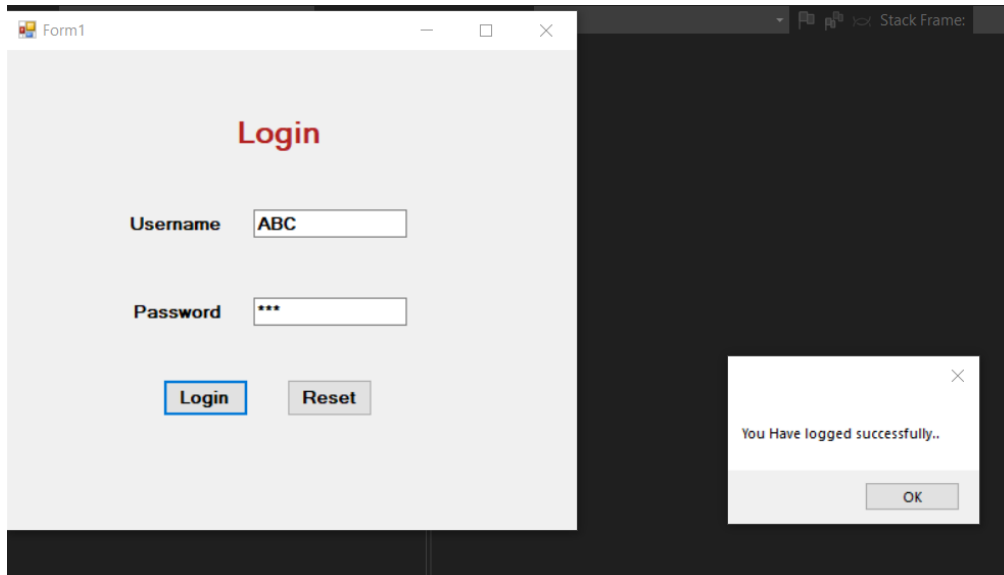 Form1
Stack Frame:
Login
Username ABC
Password ***
Login Reset
You Have logged successfully..
OK